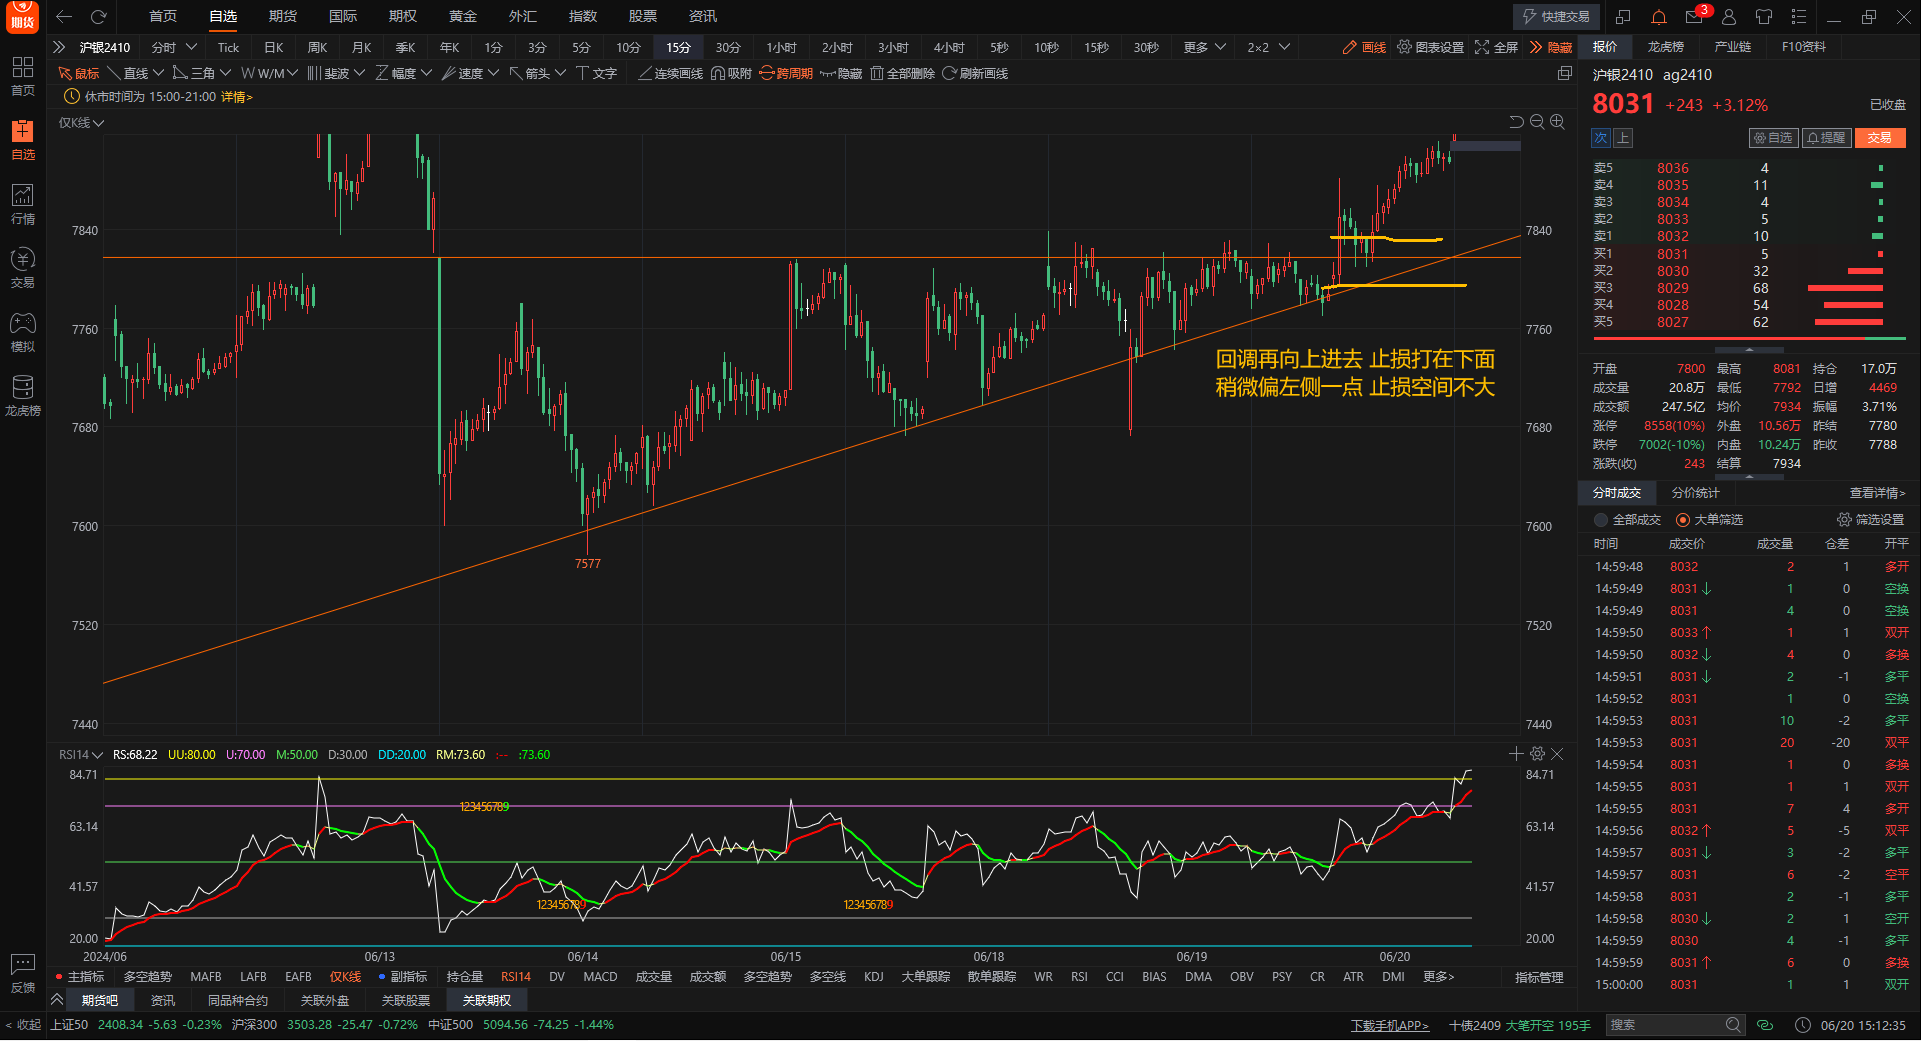 期货
首页 自选 期货 国际 期权 黄金 外汇 指数 股票 资讯
快捷交易 3
沪银2410 分时 Tick 日K 周K 月K 季K 年K 1分 3分 5分 10分 15分 30分 1小时 2小时 3小时 4小时 5秒 10秒 15秒 30秒 更多 2×2
画线 图表设置 全屏 隐藏
鼠标 直线 三角 W/M 斐波 幅度 速度 箭头 文字 连续画线 吸附 跨周期 隐藏 全部删除 刷新画线
休市时间为 15:00-21:00 详情>
首页
自选
行情
交易
模拟
龙虎榜
反馈
仅K线
7840 7840
7760 7760
回调再向上进去 止损打在下面
稍微偏左侧一点 止损空间不大
7680 7680
7600 7600
7577
7520 7520
7440 7440
RSI14 RS:68.22 UU:80.00 U:70.00 M:50.00 D:30.00 DD:20.00 RM:73.60 :-- :73.60
84.71 84.71
123456789
63.14 63.14
41.57 41.57
123456789 123456789
20.00 20.00
2024/06 06/13 06/14 06/15 06/18 06/19 06/20
主指标 多空趋势 MAFB LAFB EAFB 仅K线 副指标 持仓量 RSI14 DV MACD 成交量 成交额 多空趋势 多空线 KDJ 大单跟踪 散单跟踪 WR RSI CCI BIAS DMA OBV PSY CR ATR DMI 更多> 指标管理
期货吧 资讯 同品种合约 关联外盘 关联股票 关联期权
报价 龙虎榜 产业链 F10资料
沪银2410 ag2410
8031 +243 +3.12% 已收盘
次 上 自选 提醒 交易
卖5 8036 4
卖4 8035 11
卖3 8034 4
卖2 8033 5
卖1 8032 10
买1 8031 5
买2 8030 32
买3 8029 68
买4 8028 54
买5 8027 62
开盘 7800 最高 8081 持仓 17.0万
成交量 20.8万 最低 7792 日增 4469
成交额 247.5亿 均价 7934 振幅 3.71%
涨停 8558(10%) 外盘 10.56万 昨结 7780
跌停 7002(-10%) 内盘 10.24万 昨收 7788
涨跌(收) 243 结算 7934
分时成交 分价统计 查看详情>
全部成交 大单筛选 筛选设置
时间 成交价 成交量 仓差 开平
14:59:48 8032 2 1 多开
14:59:49 8031↓ 1 0 空换
14:59:49 8031 4 0 空换
14:59:50 8033↑ 1 1 双开
14:59:50 8032↓ 4 0 多换
14:59:51 8031↓ 2 -1 多平
14:59:52 8031 1 0 空换
14:59:53 8031 10 -2 多平
14:59:53 8031 20 -20 双平
14:59:54 8031 1 0 多换
14:59:55 8031 1 1 双开
14:59:55 8031 7 4 多开
14:59:56 8032↑ 5 -5 双平
14:59:57 8031↓ 3 -2 多平
14:59:57 8031 6 -2 空平
14:59:58 8031 2 -1 多平
14:59:58 8030↓ 2 1 空开
14:59:59 8030 4 -1 多平
14:59:59 8031↑ 6 0 多换
15:00:00 8031 1 1 双开
< 收起 上证50 2408.34 -5.63 -0.23% 沪深300 3503.28 -25.47 -0.72% 中证500 5094.56 -74.25 -1.44% 下载手机APP> 十债2409 大笔开空 195手 搜索 06/20 15:12:35